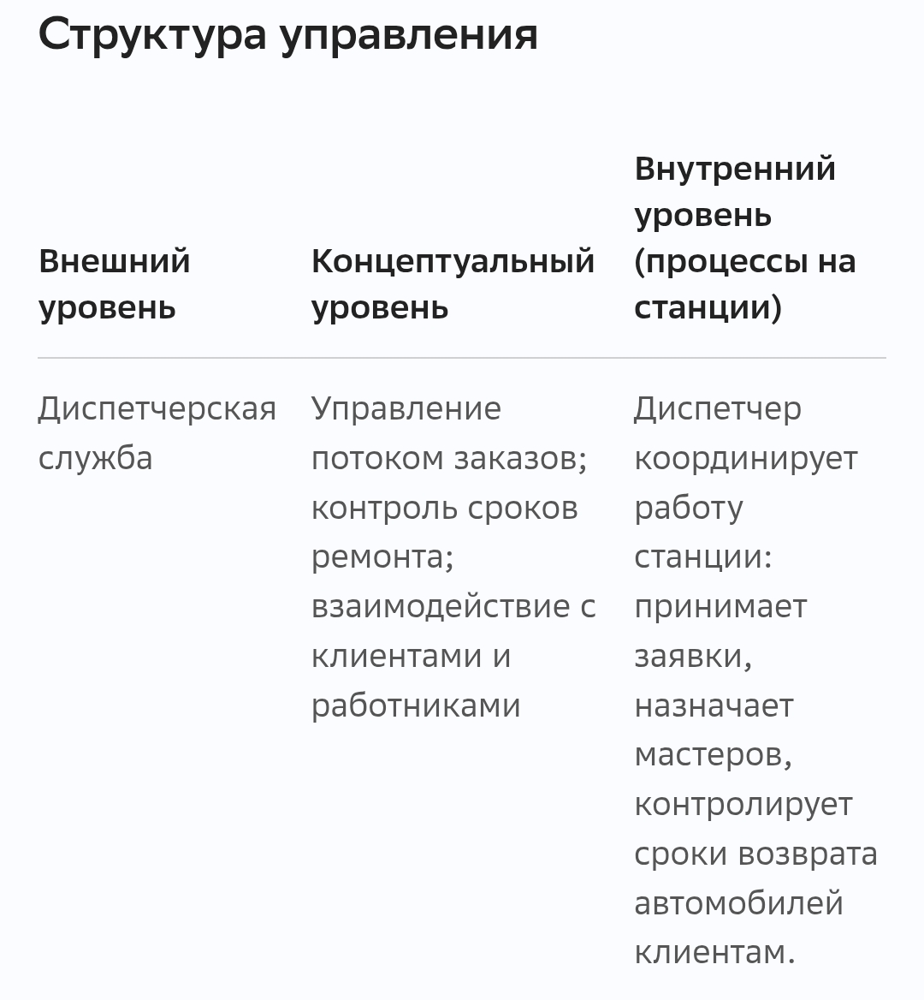 Структура управления
Внешний
уровень
Концептуальный
уровень
Внутренний
уровень
(процессы на
станции)
Диспетчерская
служба
Управление
потоком заказов;
контроль сроков
ремонта;
взаимодействие с
клиентами и
работниками
Диспетчер
координирует
работу
станции:
принимает
заявки,
назначает
мастеров,
контролирует
сроки возврата
автомобилей
клиентам.